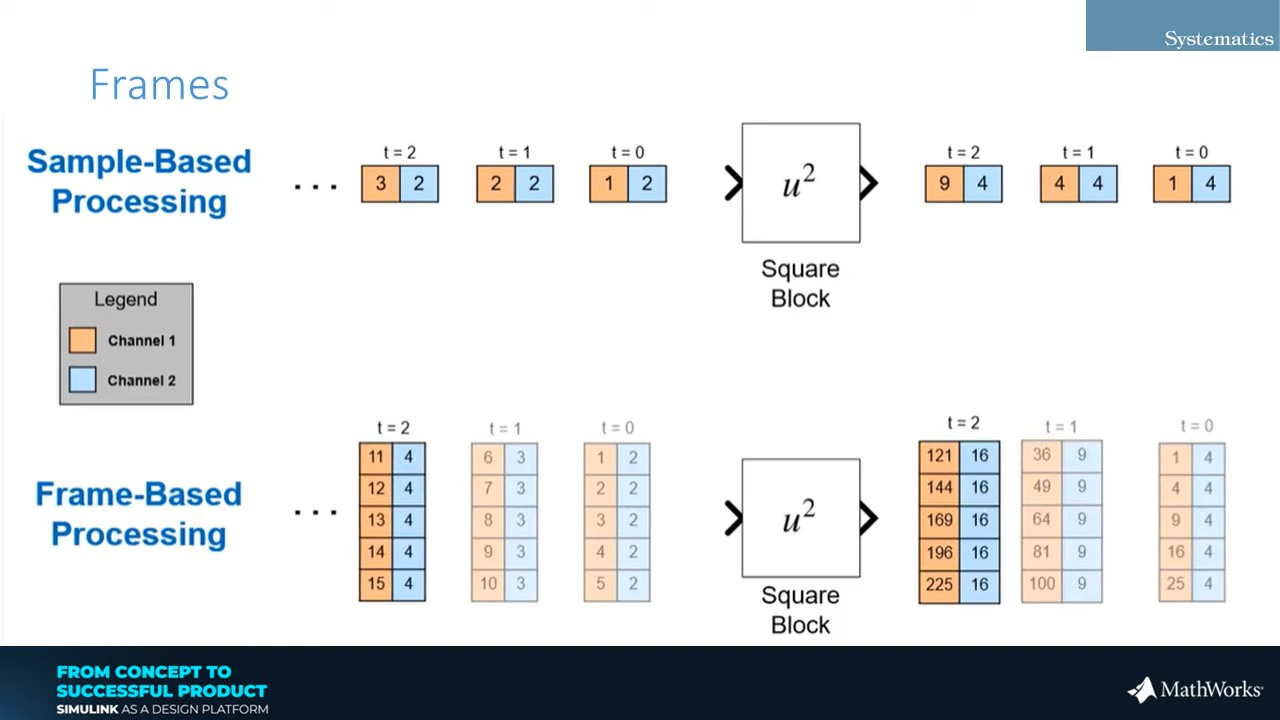 Systematics
Frames
Sample-Based
Processing
. . .
t = 2 t = 1 t = 0
3 2 2 2 1 2
u²
Square
Block
t = 2 t = 1 t = 0
9 4 4 4 1 4
Legend
Channel 1
Channel 2
Frame-Based
Processing
. . .
t = 2 t = 1 t = 0
11 4 6 3 1 2
12 4 7 3 2 2
13 4 8 3 3 2
14 4 9 3 4 2
15 4 10 3 5 2
u²
Square
Block
t = 2 t = 1 t = 0
121 16 36 9 1 4
144 16 49 9 4 4
169 16 64 9 9 4
196 16 81 9 16 4
225 16 100 9 25 4
FROM CONCEPT TO
SUCCESSFUL PRODUCT
SIMULINK AS A DESIGN PLATFORM
MathWorks®